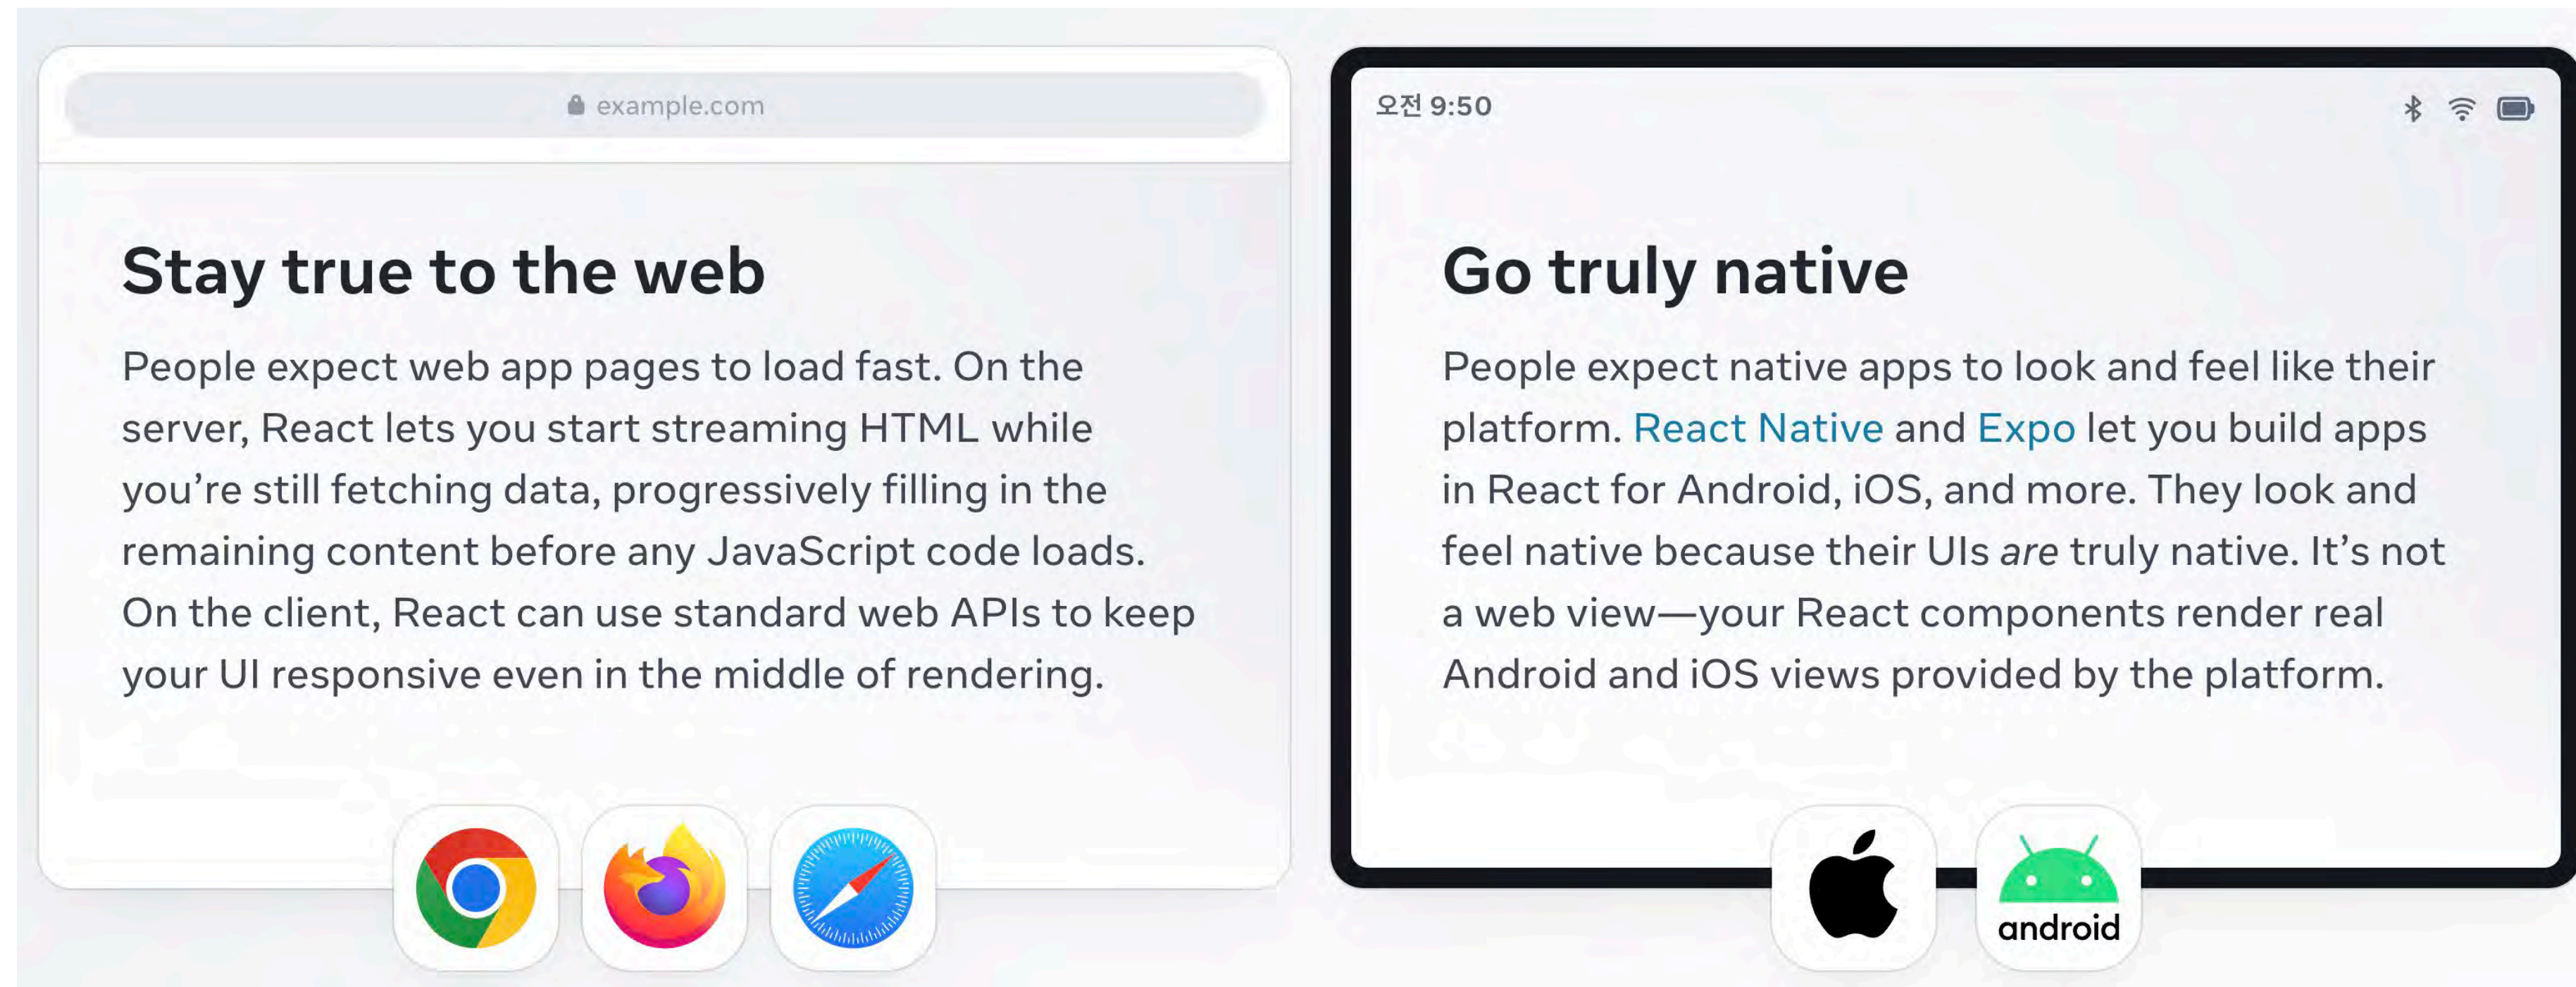 example.com
Stay true to the web
People expect web app pages to load fast. On the
server, React lets you start streaming HTML while
you’re still fetching data, progressively filling in the
remaining content before any JavaScript code loads.
On the client, React can use standard web APIs to keep
your UI responsive even in the middle of rendering.
오전 9:50
Go truly native
People expect native apps to look and feel like their
platform. React Native and Expo let you build apps
in React for Android, iOS, and more. They look and
feel native because their UIs are truly native. It’s not
a web view—your React components render real
Android and iOS views provided by the platform.
android